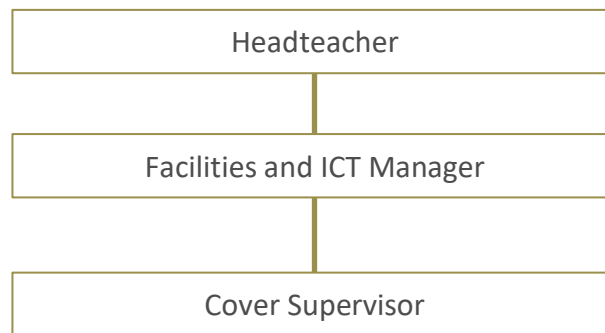 Headteacher
Facilities and ICT Manager
Cover Supervisor